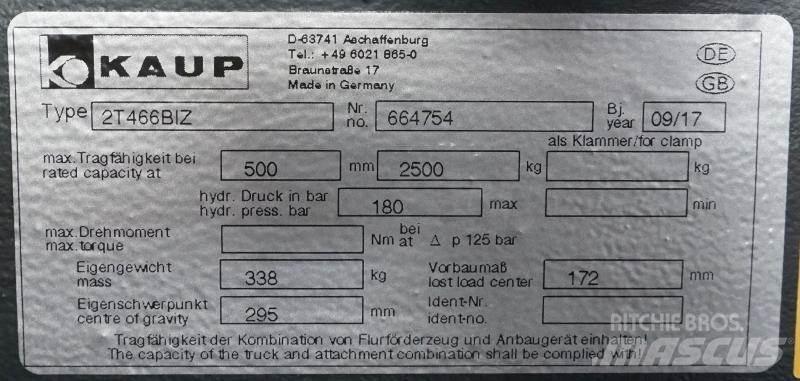 KAUP
D-63741 Aschaffenburg
Tel.: +49 6021 865-0
Braunstraße 17
Made in Germany
DE
GB
Type 2T466BIZ Nr. no. 664754 Bj. year 09/17
als Klammer/for clamp
max.Tragfähigkeit bei
rated capacity at 500 mm 2500 kg kg
hydr. Druck in bar
hydr. press. bar 180 max min
max.Drehmoment
max.torque Nm bei at Δ p 125 bar
Eigengewicht
mass 338 kg Vorbaumaß
lost load center 172 mm
Eigenschwerpunkt
centre of gravity 295 mm Ident-Nr.
ident-no.
Tragfähigkeit der Kombination von Flurförderzeug und Anbaugerät einhalten!
The capacity of the truck and attachment combination shall be complied with!
RITCHIE BROS.
MASCUS